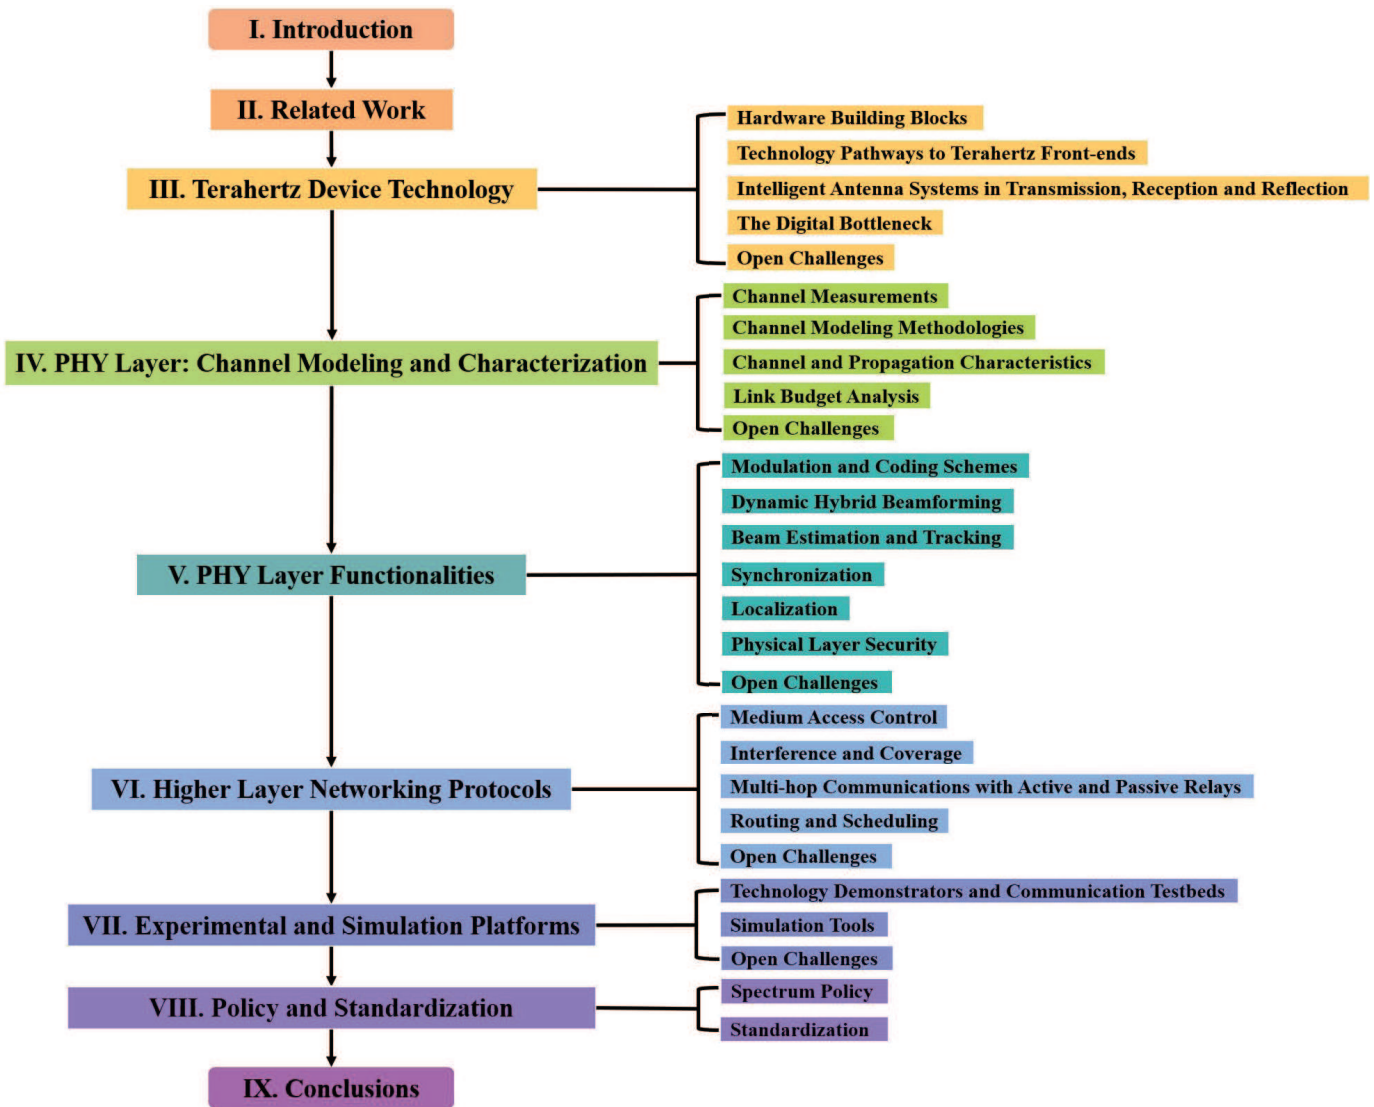 I. Introduction
II. Related Work
III. Terahertz Device Technology
Hardware Building Blocks
Technology Pathways to Terahertz Front-ends
Intelligent Antenna Systems in Transmission, Reception and Reflection
The Digital Bottleneck
Open Challenges
IV. PHY Layer: Channel Modeling and Characterization
Channel Measurements
Channel Modeling Methodologies
Channel and Propagation Characteristics
Link Budget Analysis
Open Challenges
V. PHY Layer Functionalities
Modulation and Coding Schemes
Dynamic Hybrid Beamforming
Beam Estimation and Tracking
Synchronization
Localization
Physical Layer Security
Open Challenges
VI. Higher Layer Networking Protocols
Medium Access Control
Interference and Coverage
Multi-hop Communications with Active and Passive Relays
Routing and Scheduling
Open Challenges
VII. Experimental and Simulation Platforms
Technology Demonstrators and Communication Testbeds
Simulation Tools
Open Challenges
VIII. Policy and Standardization
Spectrum Policy
Standardization
IX. Conclusions